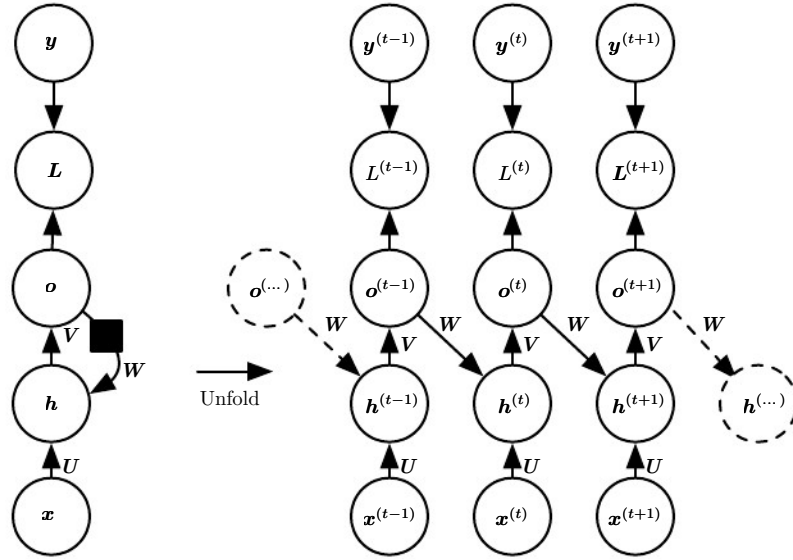 y y^(t−1) y^(t) y^(t+1)
L L^(t−1) L^(t) L^(t+1)
o o^(...) o^(t−1) o^(t) o^(t+1)
W W W W
V V V V
W
Unfold
h h^(t−1) h^(t) h^(t+1) h^(...)
U U U U
x x^(t−1) x^(t) x^(t+1)